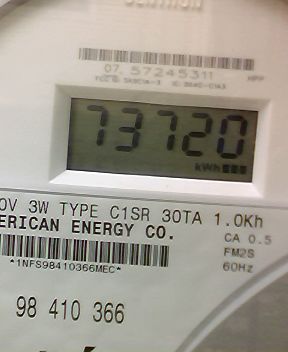 07 57245311 HPP
73720
kWh
0V 3W TYPE C1SR 30TA 1.0Kh
ERICAN ENERGY CO. CA 0.5
FM2S
*1NFS98410366MEC* 60Hz
98 410 366